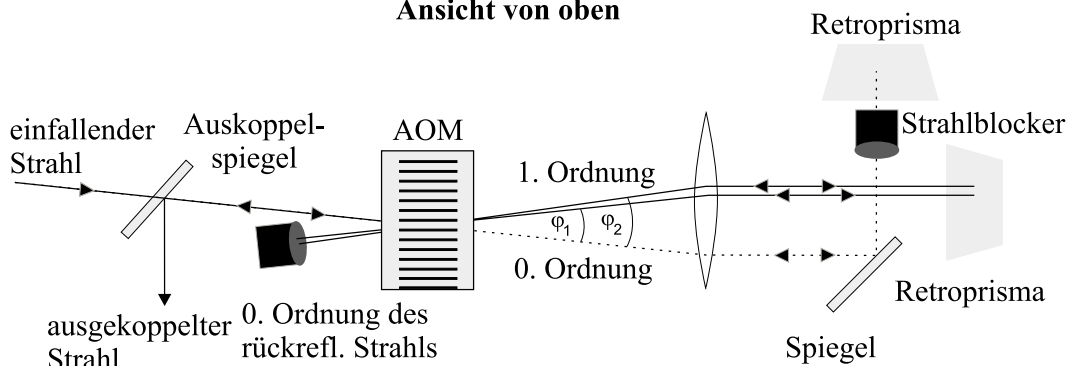 Ansicht von oben
Retroprisma
einfallender
Strahl
Auskoppel-
spiegel
AOM
Strahlblocker
1. Ordnung
φ1
φ2
0. Ordnung
Retroprisma
ausgekoppelter
Strahl
0. Ordnung des
rückrefl. Strahls
Spiegel